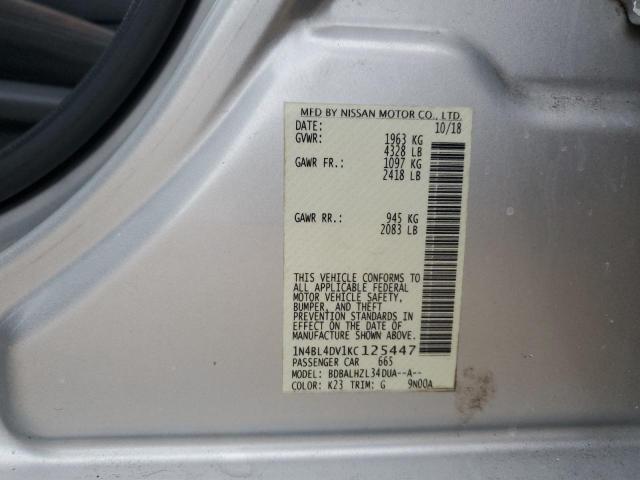 MFD BY NISSAN MOTOR CO., LTD.
DATE: 10/18
GVWR: 1963 KG
4328 LB
GAWR FR.: 1097 KG
2418 LB
GAWR RR.: 945 KG
2083 LB
THIS VEHICLE CONFORMS TO
ALL APPLICABLE FEDERAL
MOTOR VEHICLE SAFETY,
BUMPER, AND THEFT
PREVENTION STANDARDS IN
EFFECT ON THE DATE OF
MANUFACTURE SHOWN ABOVE.
1N4BL4DV1KC125447
PASSENGER CAR 665
MODEL: BDBALHZL34DUA--A--
COLOR: K23 TRIM: G 9N00A